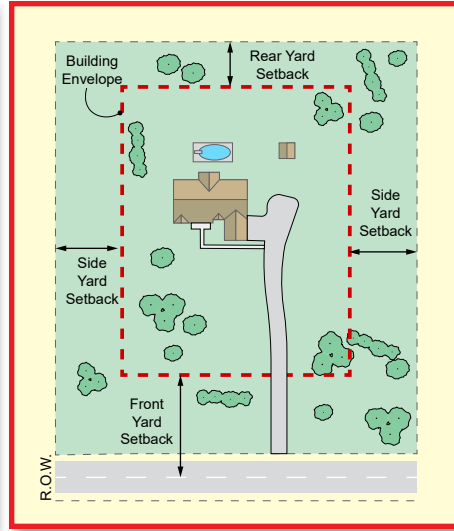 Rear Yard
Setback
Building
Envelope
Side
Yard
Setback
Side
Yard
Setback
Front
Yard
Setback
R.O.W.